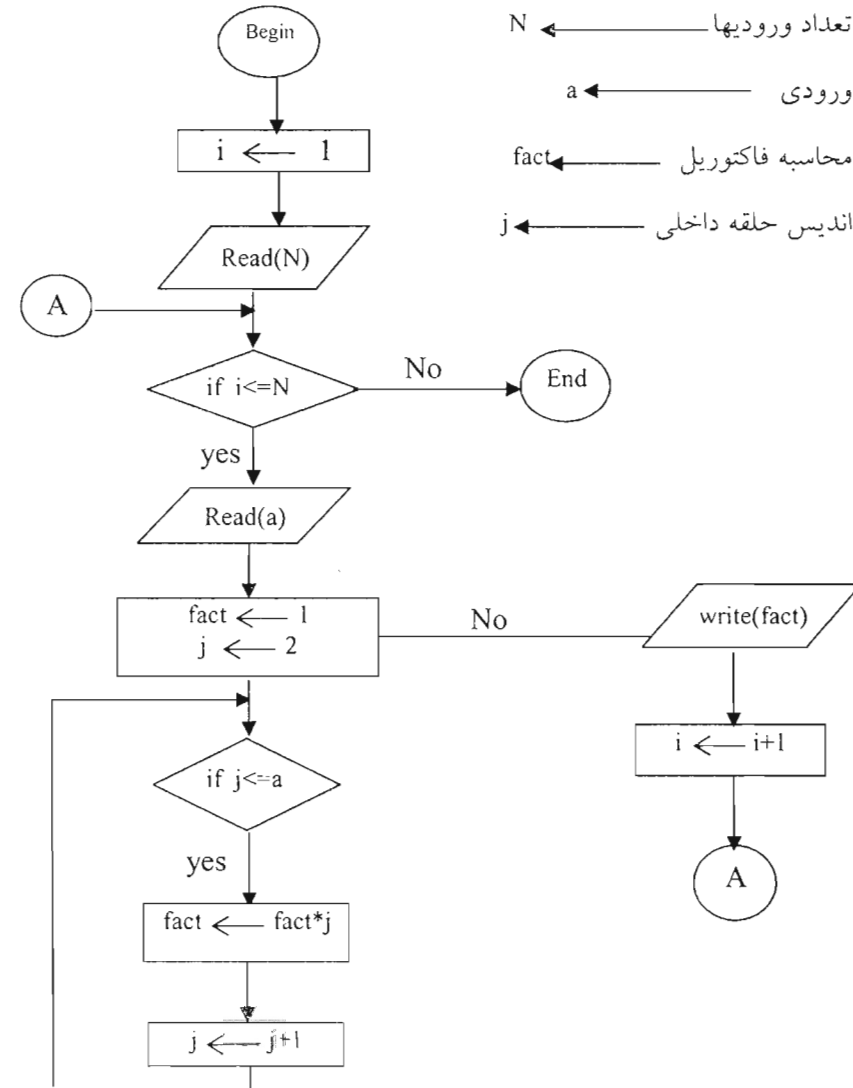 Begin
N ← تعداد ورودیها
a ← ورودی
i ← 1
fact ← محاسبه فاکتوریل
j ← اندیس حلقه داخلی
Read(N)
A
if i<=N
No
End
yes
Read(a)
fact ← 1
j ← 2
No
write(fact)
i ← i+1
if j<=a
yes
A
fact ← fact*j
j ← j+1